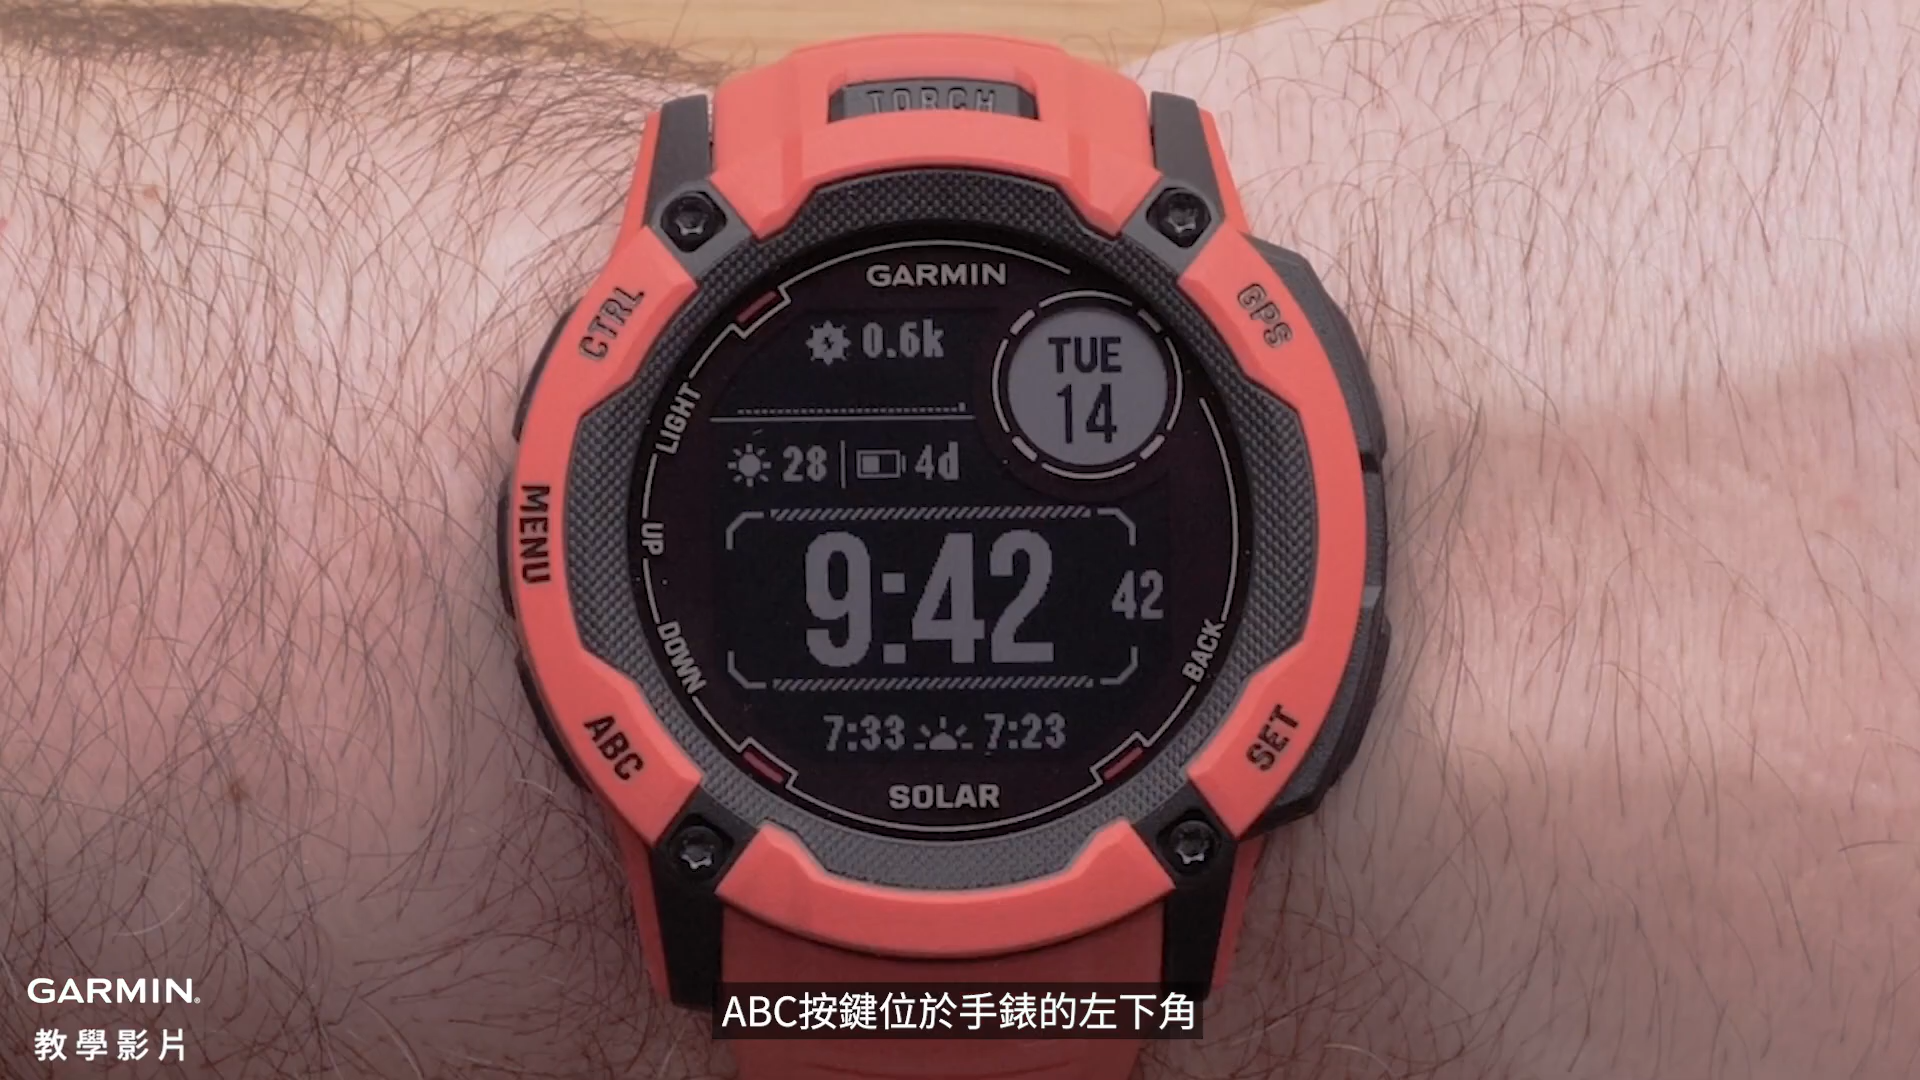 TORCH
CTRL
GPS
GARMIN
0.6k
TUE
14
LIGHT
28
4d
MENU
UP
9:42
42
DOWN
BACK
ABC
SET
7:33
7:23
SOLAR
GARMIN®
教學影片
ABC按鍵位於手錶的左下角